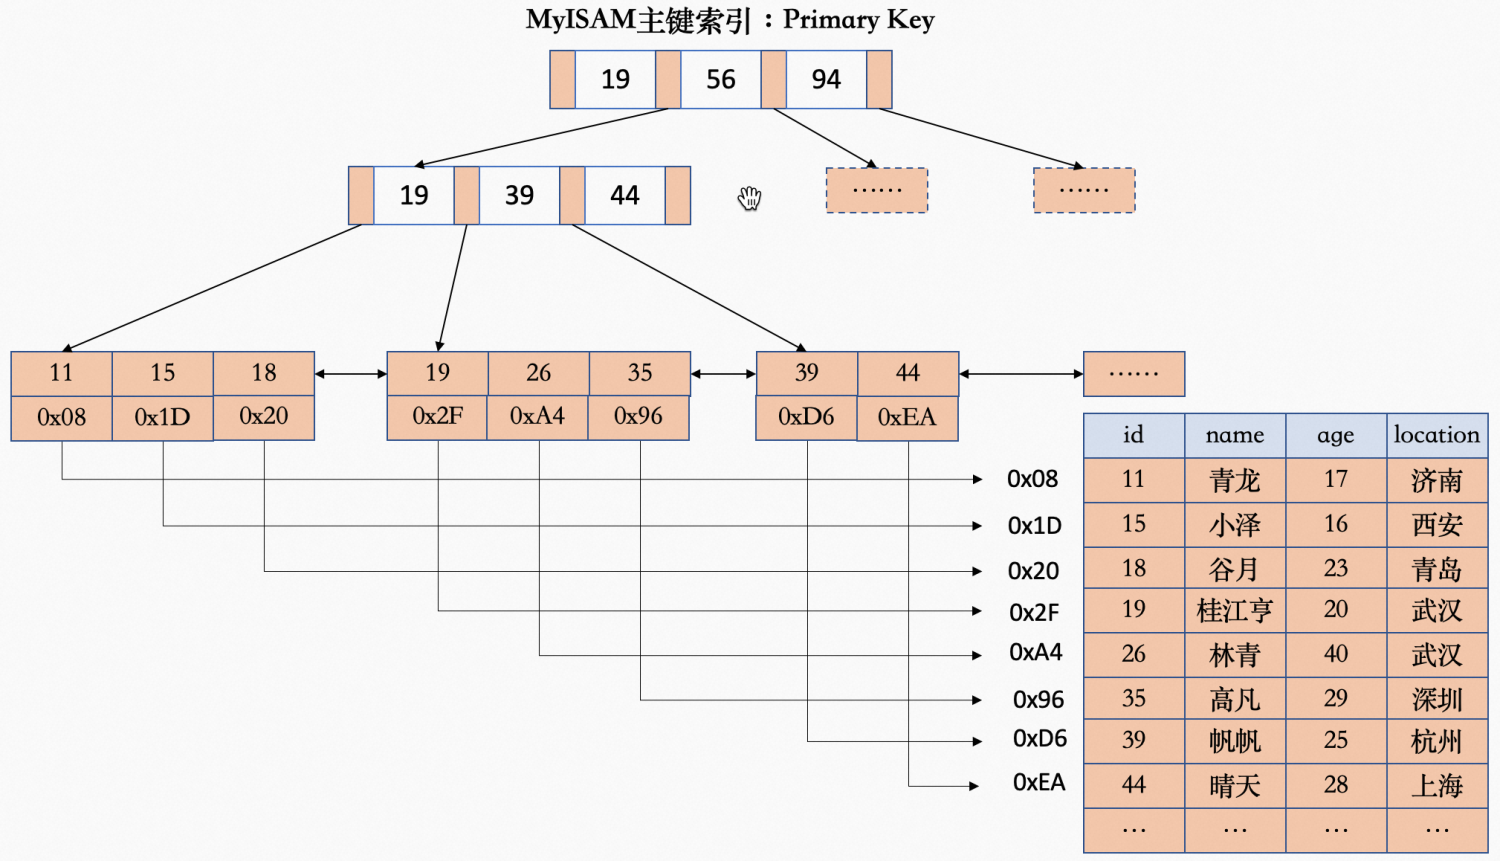 MyISAM主键索引：Primary Key
19 56 94
19 39 44
……
……
11 15 18
0x08 0x1D 0x20
19 26 35
0x2F 0xA4 0x96
39 44
0xD6 0xEA
……
0x08
0x1D
0x20
0x2F
0xA4
0x96
0xD6
0xEA
id name age location
11 青龙 17 济南
15 小泽 16 西安
18 谷月 23 青岛
19 桂江亨 20 武汉
26 林青 40 武汉
35 高凡 29 深圳
39 帆帆 25 杭州
44 晴天 28 上海
… … … …